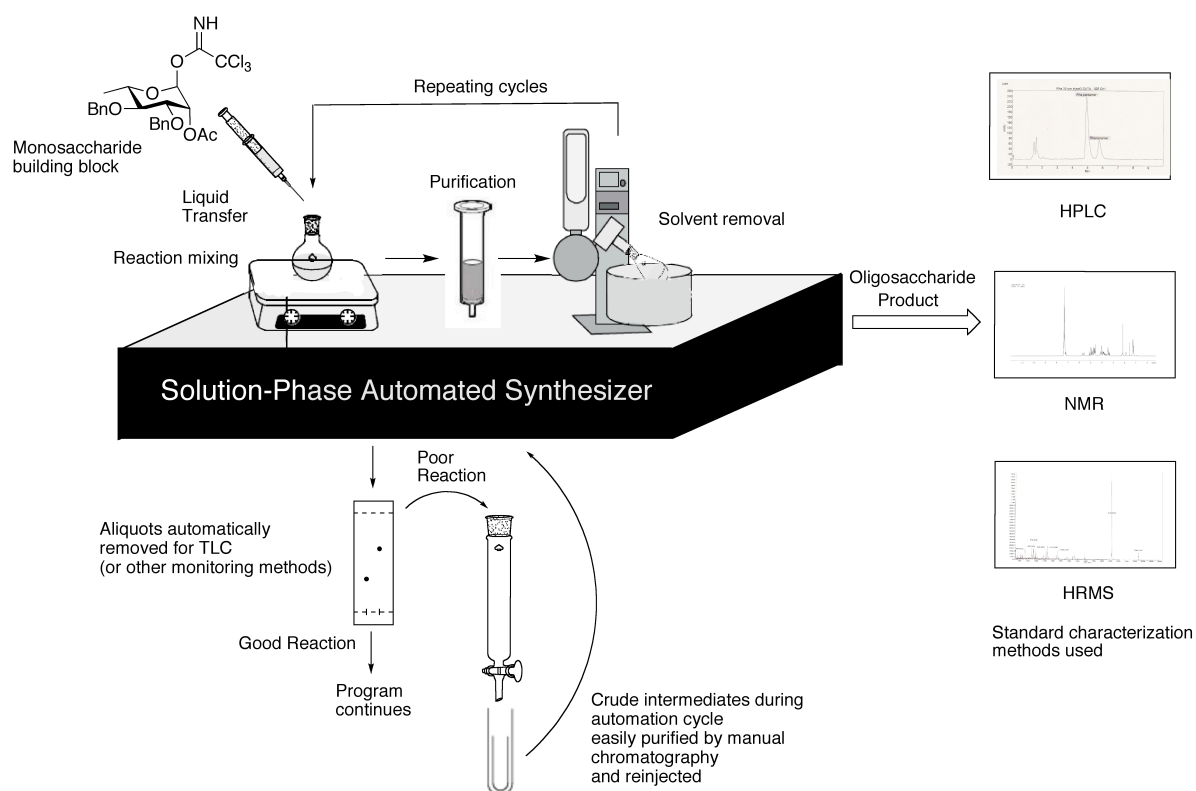 NH
O
CCl3
O
BnO
BnO
OAc
Monosaccharide
building block
Repeating cycles
Liquid
Transfer
Purification
Solvent removal
Reaction mixing
HPLC
Oligosaccharide
Product
NMR
Solution-Phase Automated Synthesizer
Poor
Reaction
Aliquots automatically
removed for TLC
(or other monitoring methods)
Good Reaction
Program
continues
HRMS
Standard characterization
methods used
Crude intermediates during
automation cycle
easily purified by manual
chromatography
and reinjected